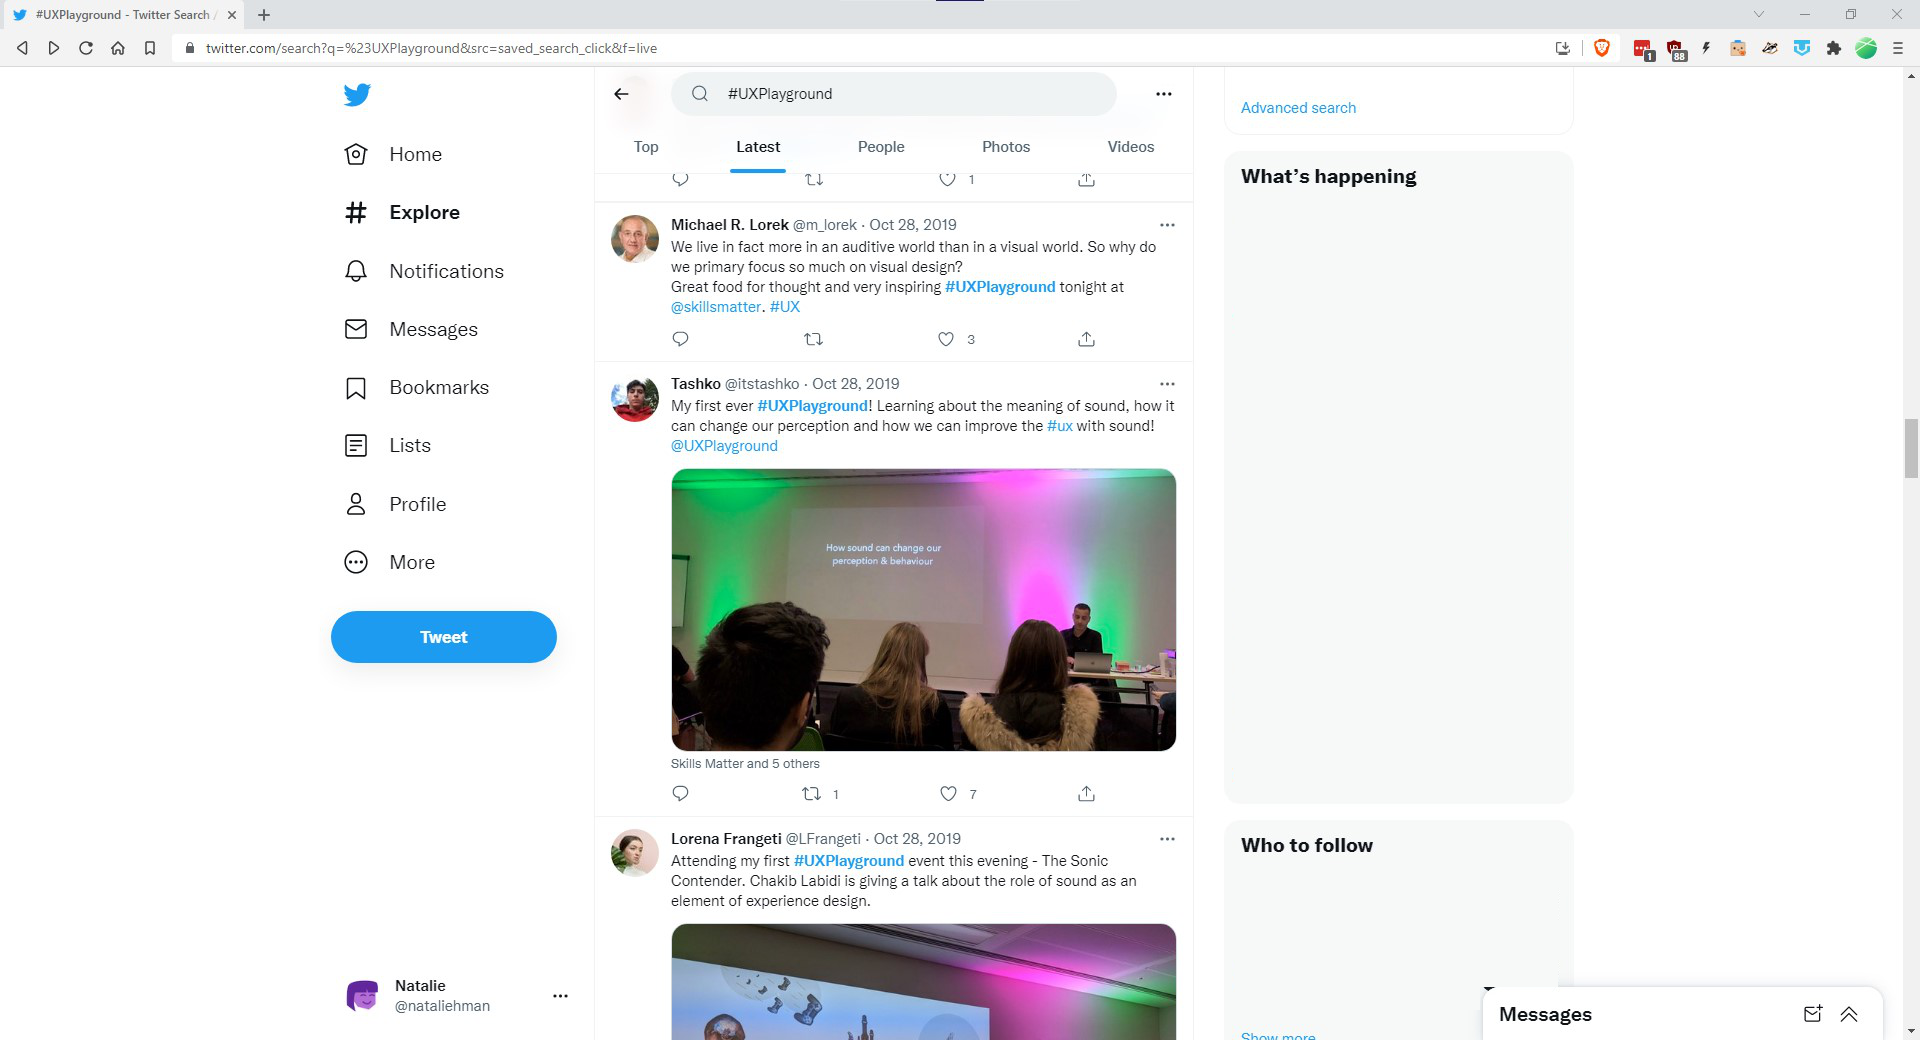 #UXPlayground - Twitter Search /
twitter.com/search?q=%23UXPlayground&src=saved_search_click&f=live
1
88
Home
Explore
Notifications
Messages
Bookmarks
Lists
Profile
More
Tweet
Natalie
@nataliehman
#UXPlayground
Top
Latest
People
Photos
Videos
1
Michael R. Lorek @m_lorek · Oct 28, 2019
We live in fact more in an auditive world than in a visual world. So why do
we primary focus so much on visual design?
Great food for thought and very inspiring #UXPlayground tonight at
@skillsmatter. #UX
3
Tashko @itstashko · Oct 28, 2019
My first ever #UXPlayground! Learning about the meaning of sound, how it
can change our perception and how we can improve the #ux with sound!
@UXPlayground
How sound can change our
perception & behaviour
Skills Matter and 5 others
1
7
Lorena Frangeti @LFrangeti · Oct 28, 2019
Attending my first #UXPlayground event this evening - The Sonic
Contender. Chakib Labidi is giving a talk about the role of sound as an
element of experience design.
Advanced search
What's happening
Who to follow
Show more
Messages